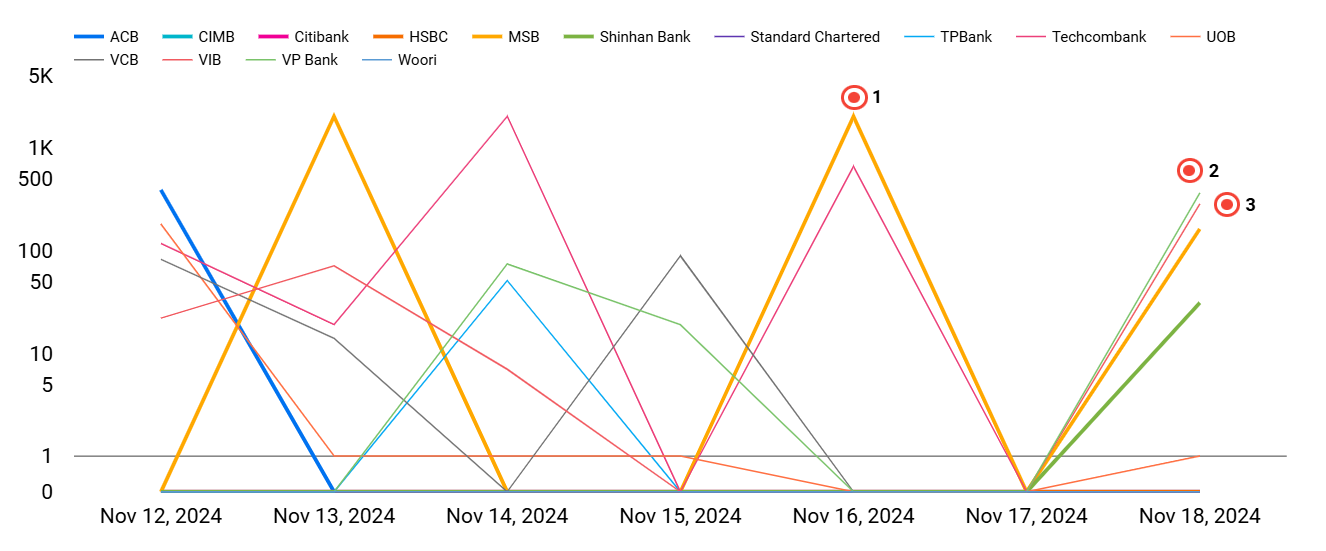 ACB CIMB Citibank HSBC MSB Shinhan Bank Standard Chartered TPBank Techcombank UOB
VCB VIB VP Bank Woori
5K
1
1K
500
2
3
100
50
10
5
1
0
Nov 12, 2024 Nov 13, 2024 Nov 14, 2024 Nov 15, 2024 Nov 16, 2024 Nov 17, 2024 Nov 18, 2024